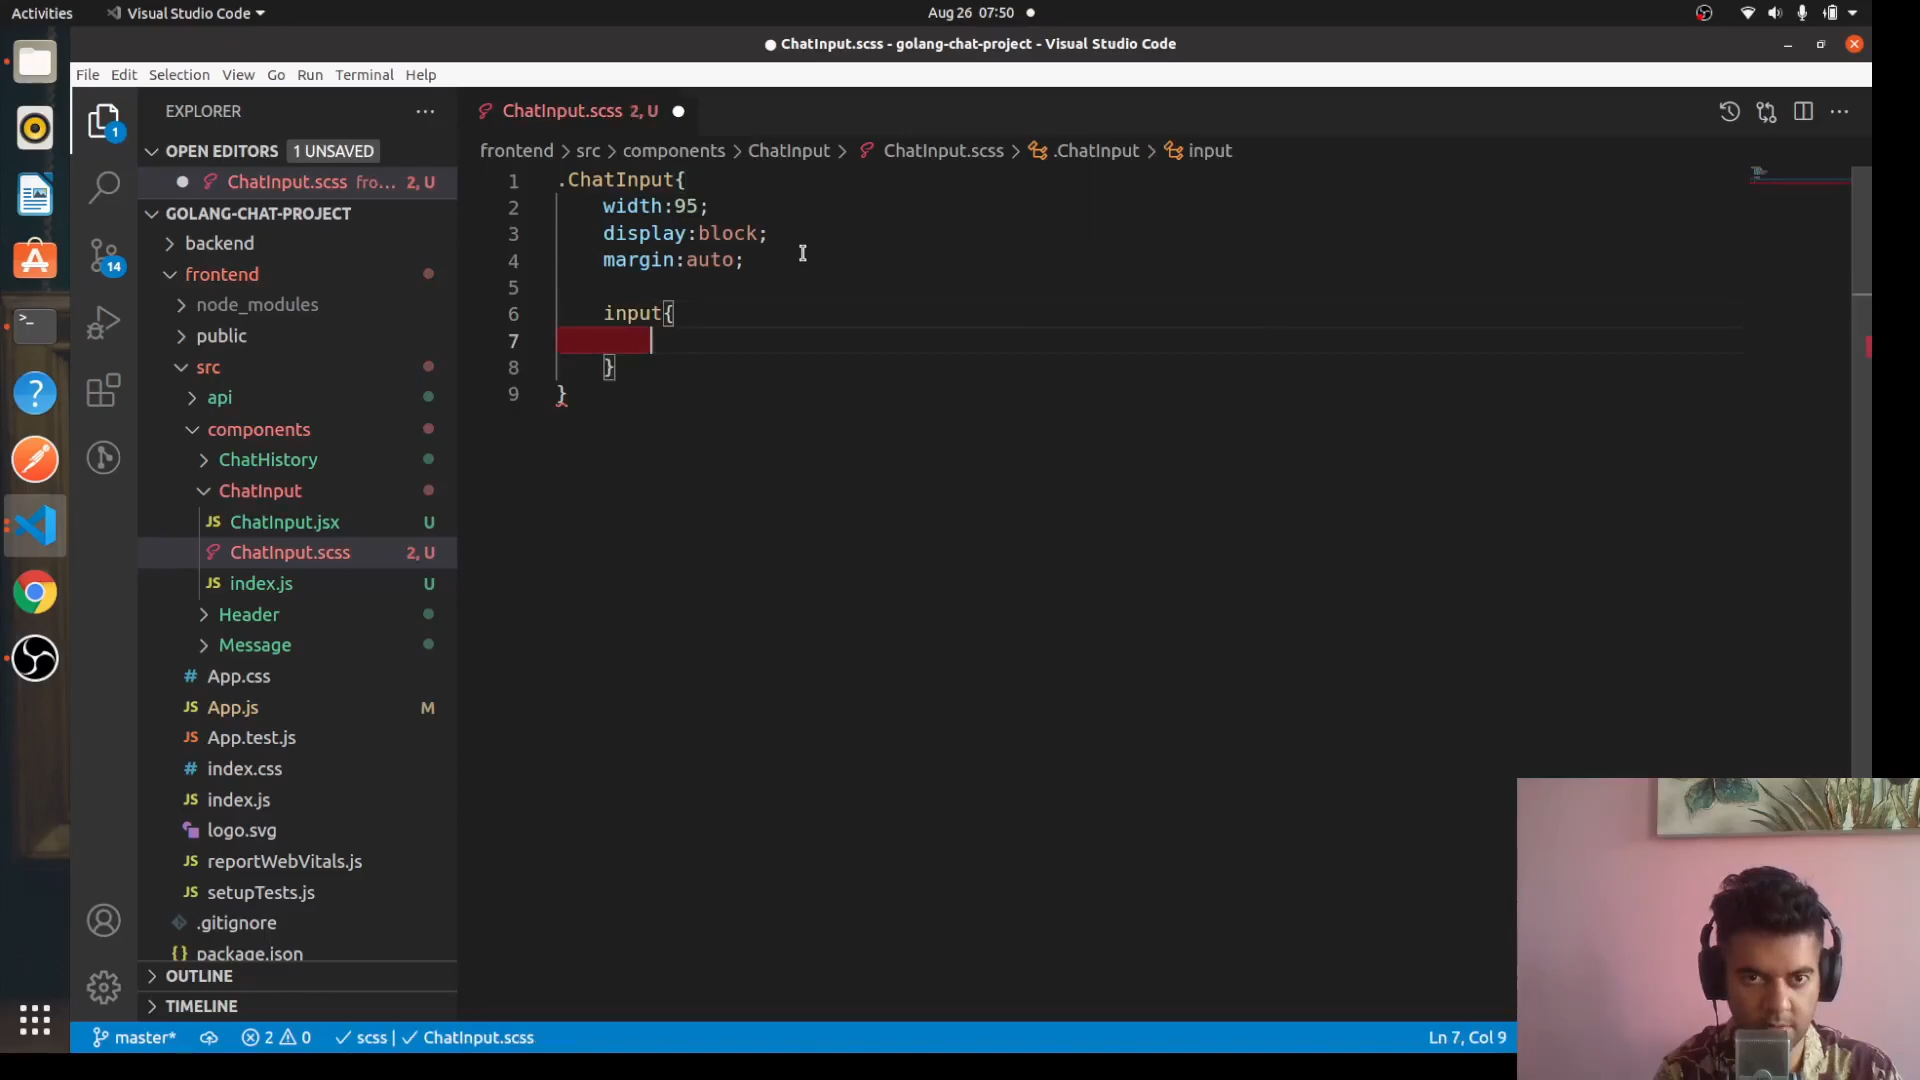 Activities
Visual Studio Code
Aug 26 07:50
ChatInput.scss - golang-chat-project - Visual Studio Code
File Edit Selection View Go Run Terminal Help
EXPLORER
OPEN EDITORS 1 UNSAVED
ChatInput.scss fro... 2, U
GOLANG-CHAT-PROJECT
backend
frontend
node_modules
public
src
api
components
ChatHistory
ChatInput
ChatInput.jsx U
ChatInput.scss 2, U
index.js U
Header
Message
App.css
App.js M
App.test.js
index.css
index.js
logo.svg
reportWebVitals.js
setupTests.js
.gitignore
package.json
OUTLINE
TIMELINE
1
14
ChatInput.scss 2, U
frontend > src > components > ChatInput > ChatInput.scss > .ChatInput > input
1 .ChatInput{
2 width:95;
3 display:block;
4 margin:auto;
5
6 input{
7
8 }
9 }
master* 2 0 scss | ChatInput.scss
Ln 7, Col 9